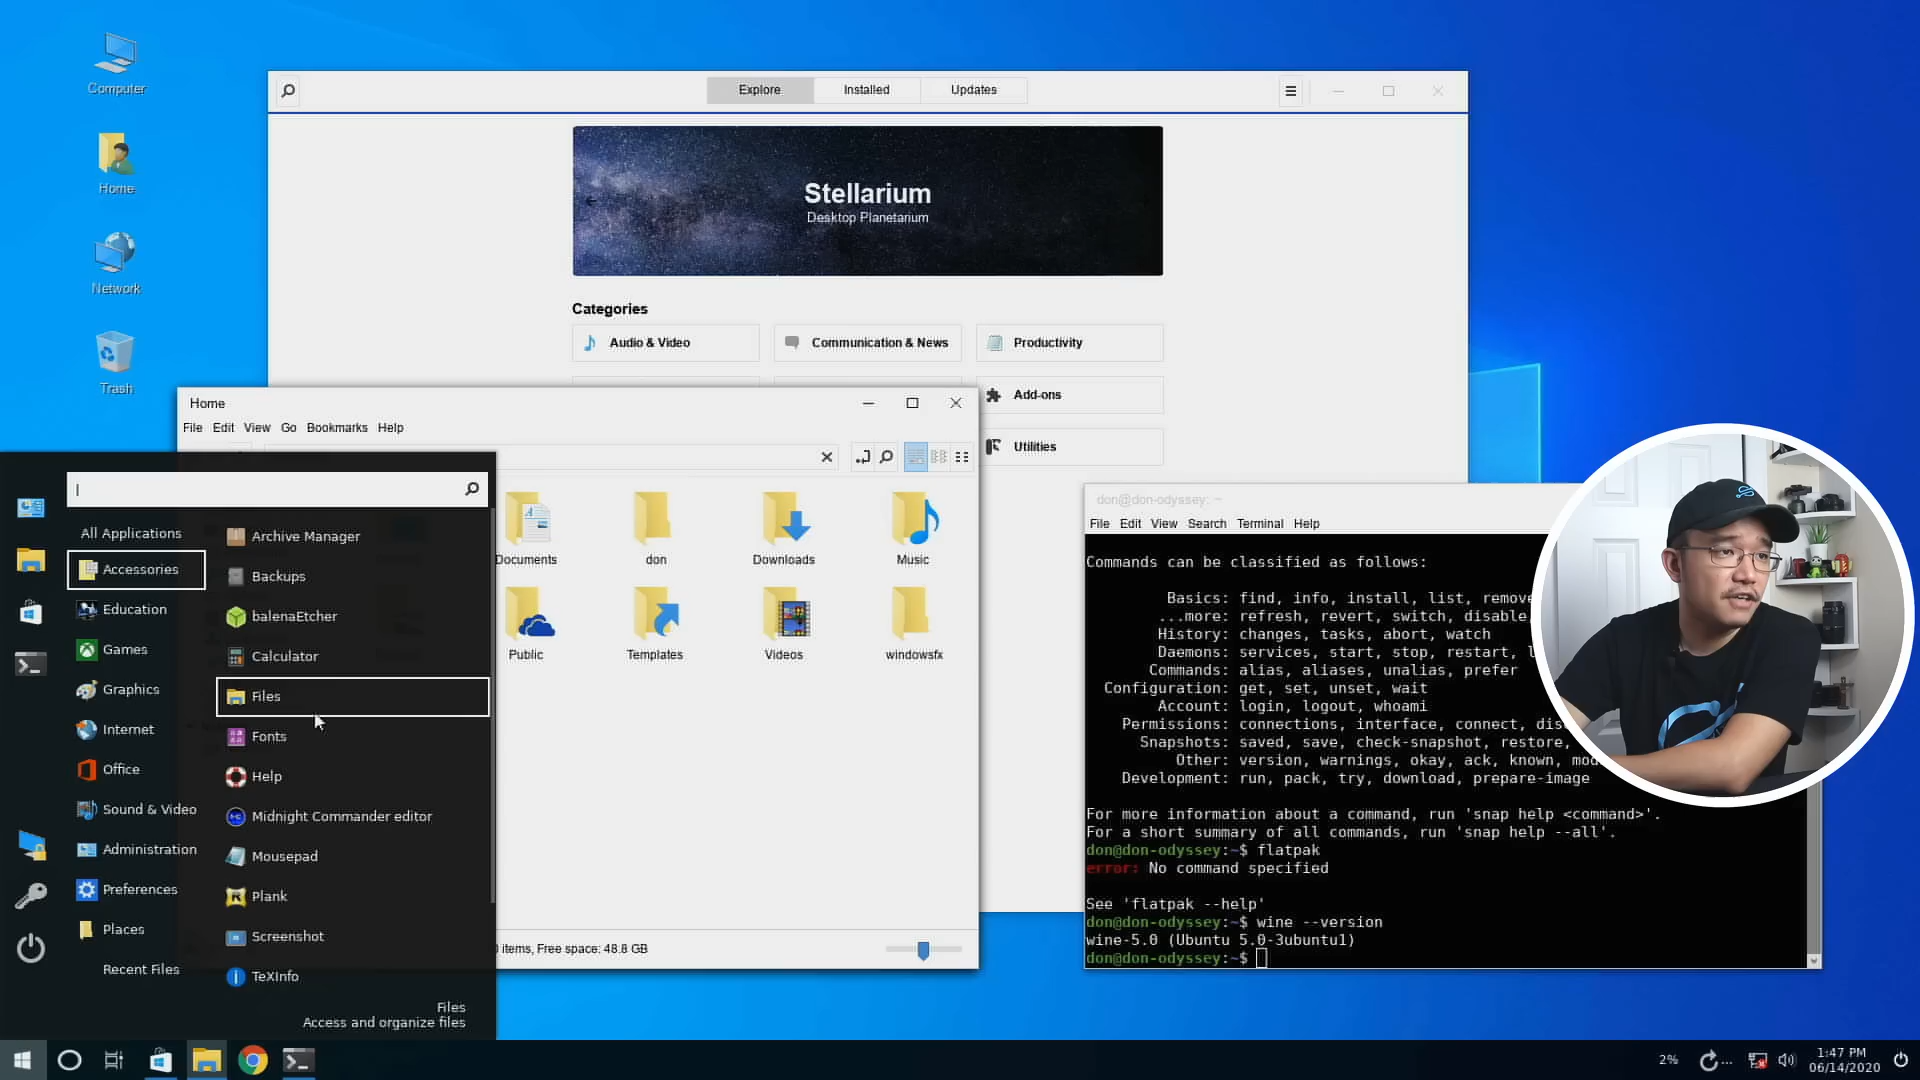 Computer
Home
Network
Trash
Explore
Installed
Updates
Stellarium
Desktop Planetarium
Categories
Audio & Video
Communication & News
Productivity
Add-ons
Utilities
Home
File Edit View Go Bookmarks Help
Documents
don
Downloads
Music
Public
Templates
Videos
windowsfx
items, Free space: 48.8 GB
All Applications
Accessories
Education
Games
Graphics
Internet
Office
Sound & Video
Administration
Preferences
Places
Recent Files
Archive Manager
Backups
balenaEtcher
Calculator
Files
Fonts
Help
Midnight Commander editor
Mousepad
Plank
Screenshot
TeXInfo
Files
Access and organize files
don@don-odyssey: ~
File Edit View Search Terminal Help
Commands can be classified as follows:
Basics: find, info, install, list, remove
...more: refresh, revert, switch, disable,
History: changes, tasks, abort, watch
Daemons: services, start, stop, restart,
Commands: alias, aliases, unalias, prefer
Configuration: get, set, unset, wait
Account: login, logout, whoami
Permissions: connections, interface, connect,
Snapshots: saved, save, check-snapshot, restore,
Other: version, warnings, okay, ack, known,
Development: run, pack, try, download, prepare-image
For more information about a command, run 'snap help <command>'.
For a short summary of all commands, run 'snap help --all'.
don@don-odyssey:~$ flatpak
error: No command specified
See 'flatpak --help'
don@don-odyssey:~$ wine --version
wine-5.0 (Ubuntu 5.0-3ubuntu1)
don@don-odyssey:~$
2%
1:47 PM
06/14/2020